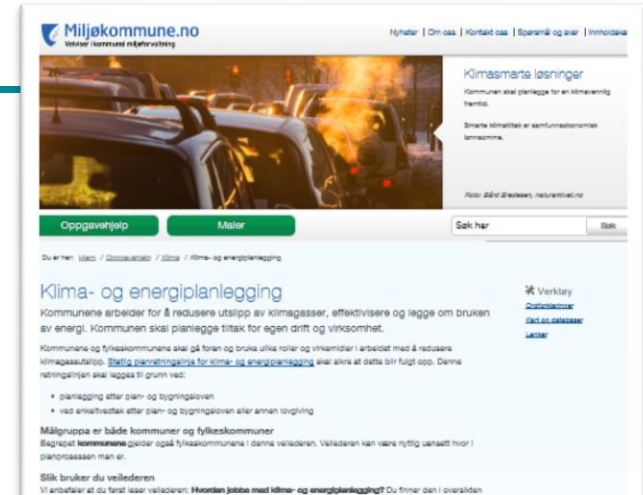 Miljøkommune.no
Veiviser i kommunal miljøforvaltning
Nyheter | Om oss | Kontakt oss | Spørsmål og svar | Innholdska
Klimasmarte løsninger
Kommunen skal planlegge for en klimavennlig
fremtid.
Smarte klimatiltak er samfunnsøkonomisk
lønnsomme.
Foto: Bård Bredesen, naturarkivet.no
Oppgavehjelp
Maler
Søk her
Søk
Du er her: Hjem / Oppgavehjelp / Klima / Klima- og energiplanlegging
Klima- og energiplanlegging
Kommunene arbeider for å redusere utslipp av klimagasser, effektivisere og legge om bruken
av energi. Kommunen skal planlegge tiltak for egen drift og virksomhet.
Verktøy
Ordforklaringer
Kart og databaser
Lenker
Kommunene og fylkeskommunene skal gå foran og bruke ulike roller og virkemidler i arbeidet med å redusere
klimagassutslipp. Statlig planretningslinje for klima- og energiplanlegging skal sikre at dette blir fulgt opp. Denne
retningslinjen skal legges til grunn ved:
• planlegging etter plan- og bygningsloven
• ved enkeltvedtak etter plan- og bygningsloven eller annen lovgiving
Målgruppa er både kommuner og fylkeskommuner
Begrepet kommunene gjelder også fylkeskommunene i denne veilederen. Veilederen kan være nyttig uansett hvor i
planprosessen man er.
Slik bruker du veilederen
Vi anbefaler at du først leser veilederen: Hvordan jobbe med klima- og energiplanlegging? Du finner den i oversikten